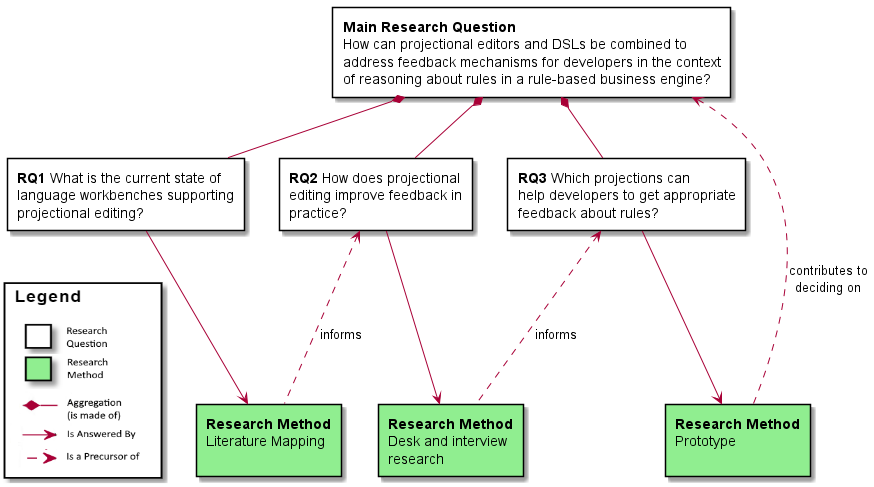 Main Research Question
How can projectional editors and DSLs be combined to
address feedback mechanisms for developers in the context
of reasoning about rules in a rule-based business engine?
RQ1 What is the current state of
language workbenches supporting
projectional editing?
RQ2 How does projectional
editing improve feedback in
practice?
RQ3 Which projections can
help developers to get appropriate
feedback about rules?
contributes to
deciding on
informs
informs
Legend
Research
Question
Research
Method
Aggregation
(is made of)
Is Answered By
Is a Precursor of
Research Method
Literature Mapping
Research Method
Desk and interview
research
Research Method
Prototype